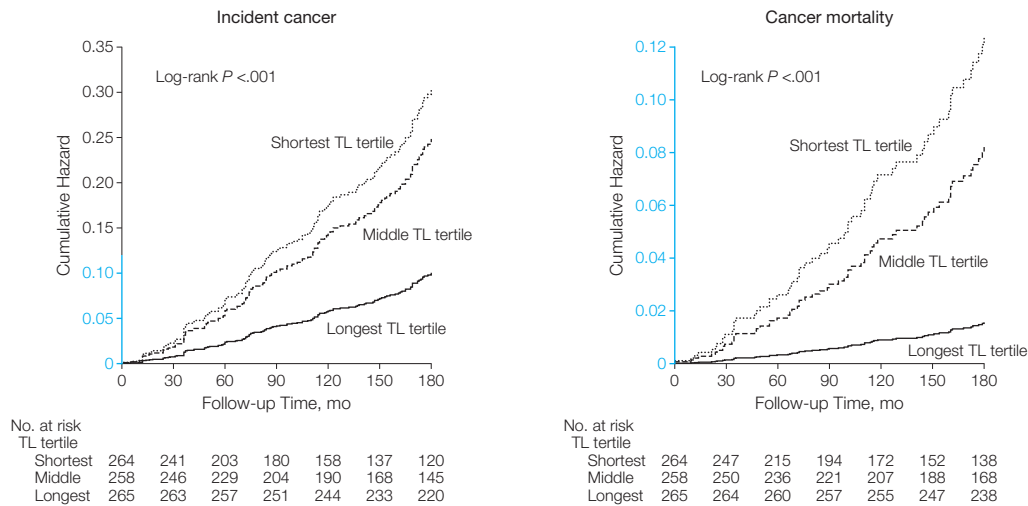 Incident cancer
0.35
0.30
0.25
0.20
0.15
0.10
0.05
0
Cumulative Hazard
Log-rank P <.001
Shortest TL tertile
Middle TL tertile
Longest TL tertile
0 30 60 90 120 150 180
Follow-up Time, mo
No. at risk
TL tertile
Shortest 264 241 203 180 158 137 120
Middle 258 246 229 204 190 168 145
Longest 265 263 257 251 244 233 220
Cancer mortality
0.12
0.10
0.08
0.06
0.04
0.02
0
Cumulative Hazard
Log-rank P <.001
Shortest TL tertile
Middle TL tertile
Longest TL tertile
0 30 60 90 120 150 180
Follow-up Time, mo
No. at risk
TL tertile
Shortest 264 247 215 194 172 152 138
Middle 258 250 236 221 207 188 168
Longest 265 264 260 257 255 247 238